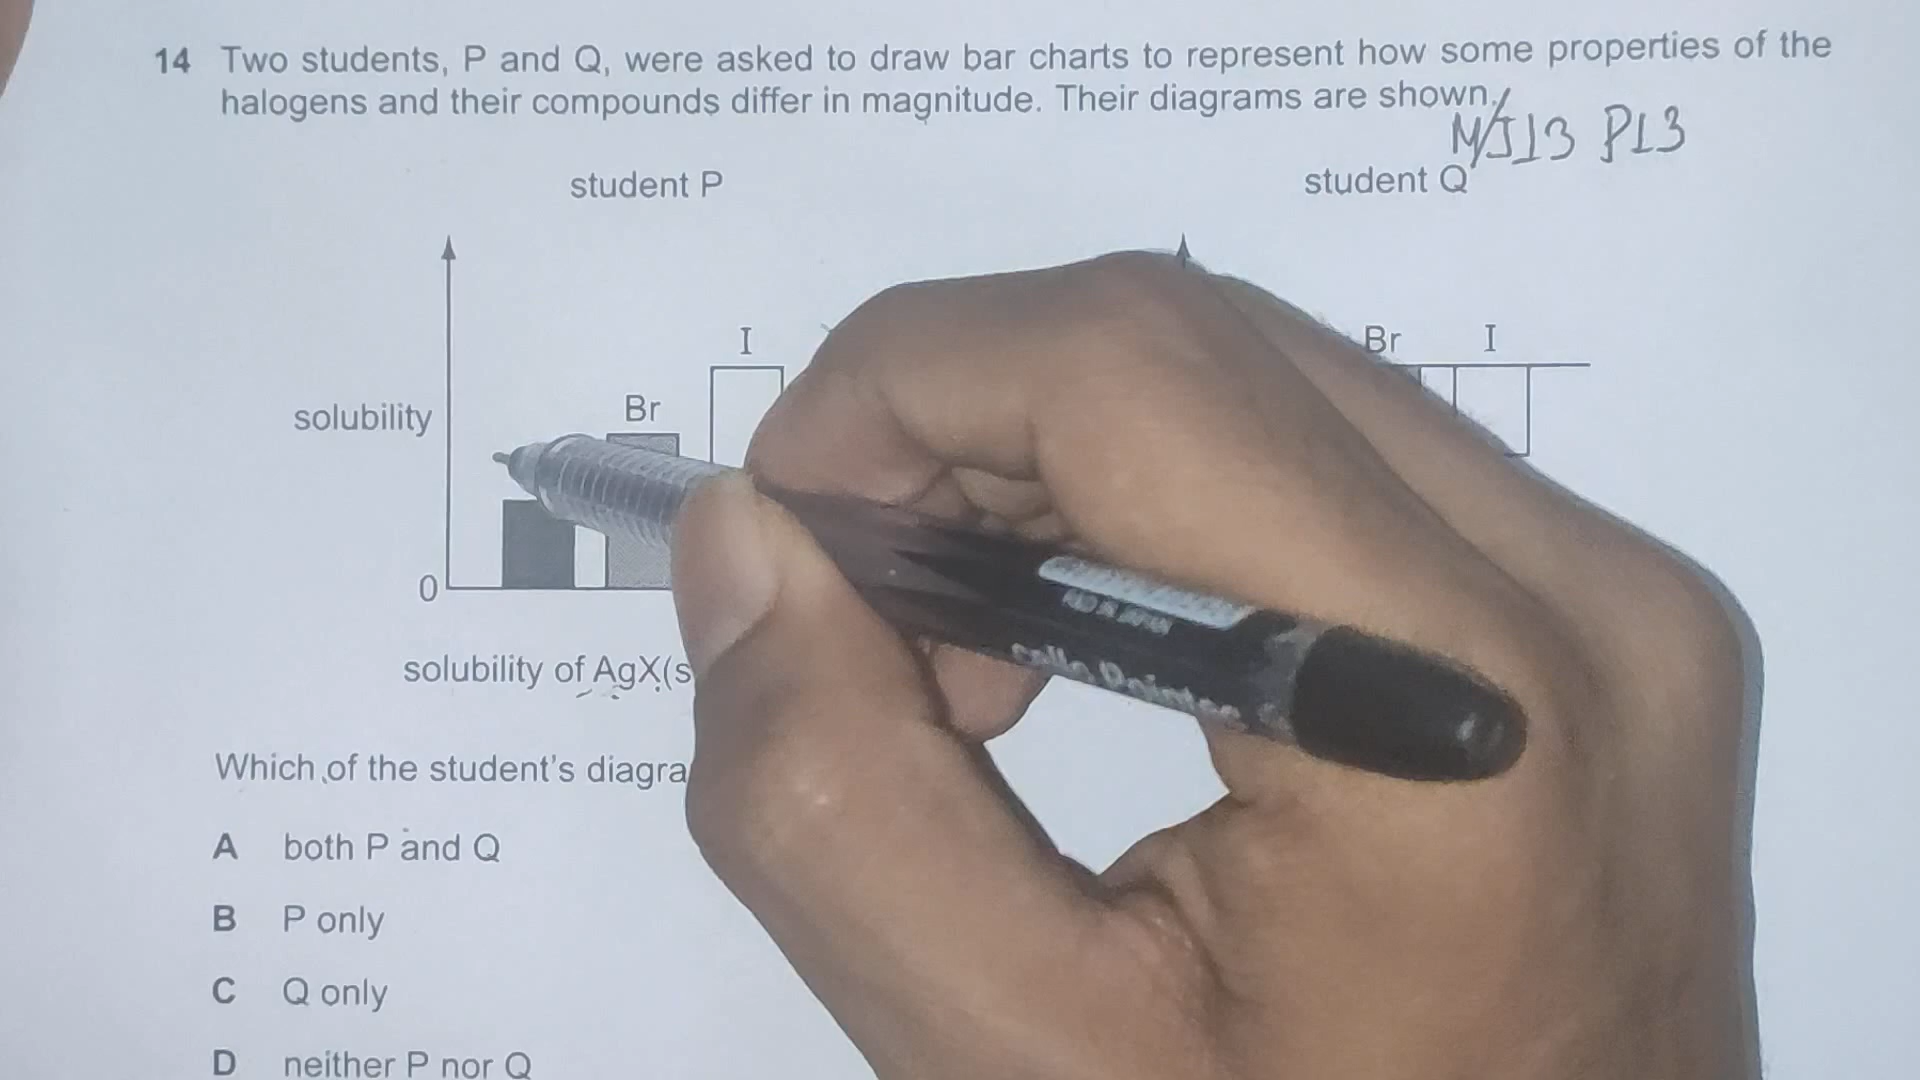 14 Two students, P and Q, were asked to draw bar charts to represent how some properties of the
halogens and their compounds differ in magnitude. Their diagrams are shown.
M/J13 P13
student P
student Q
I
Br
I
Br
solubility
0
solubility of AgX(s
Which of the student's diagra
A both P and Q
B P only
C Q only
D neither P nor Q